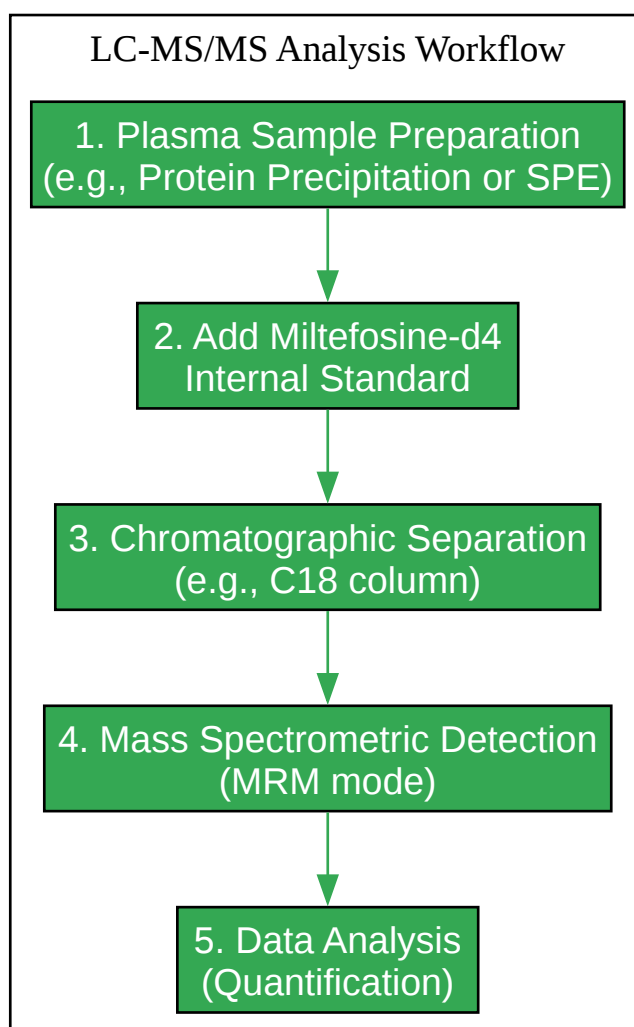 LC-MS/MS Analysis Workflow
1. Plasma Sample Preparation
(e.g., Protein Precipitation or SPE)
2. Add Miltefosine-d4
Internal Standard
3. Chromatographic Separation
(e.g., C18 column)
4. Mass Spectrometric Detection
(MRM mode)
5. Data Analysis
(Quantification)